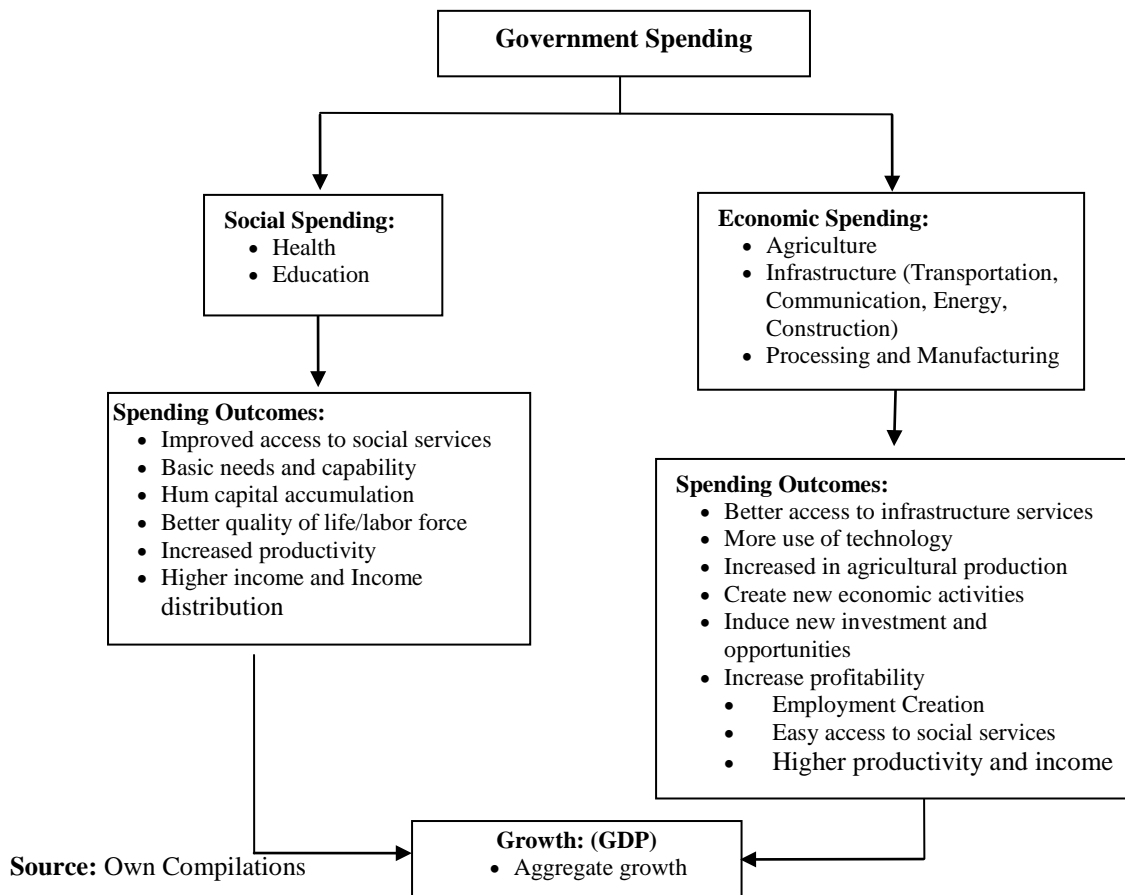 Government Spending
Social Spending:
• Health
• Education
Economic Spending:
• Agriculture
• Infrastructure (Transportation,
Communication, Energy,
Construction)
• Processing and Manufacturing
Spending Outcomes:
• Improved access to social services
• Basic needs and capability
• Hum capital accumulation
• Better quality of life/labor force
• Increased productivity
• Higher income and Income
distribution
Spending Outcomes:
• Better access to infrastructure services
• More use of technology
• Increased in agricultural production
• Create new economic activities
• Induce new investment and
opportunities
• Increase profitability
• Employment Creation
• Easy access to social services
• Higher productivity and income
Growth: (GDP)
• Aggregate growth
Source: Own Compilations